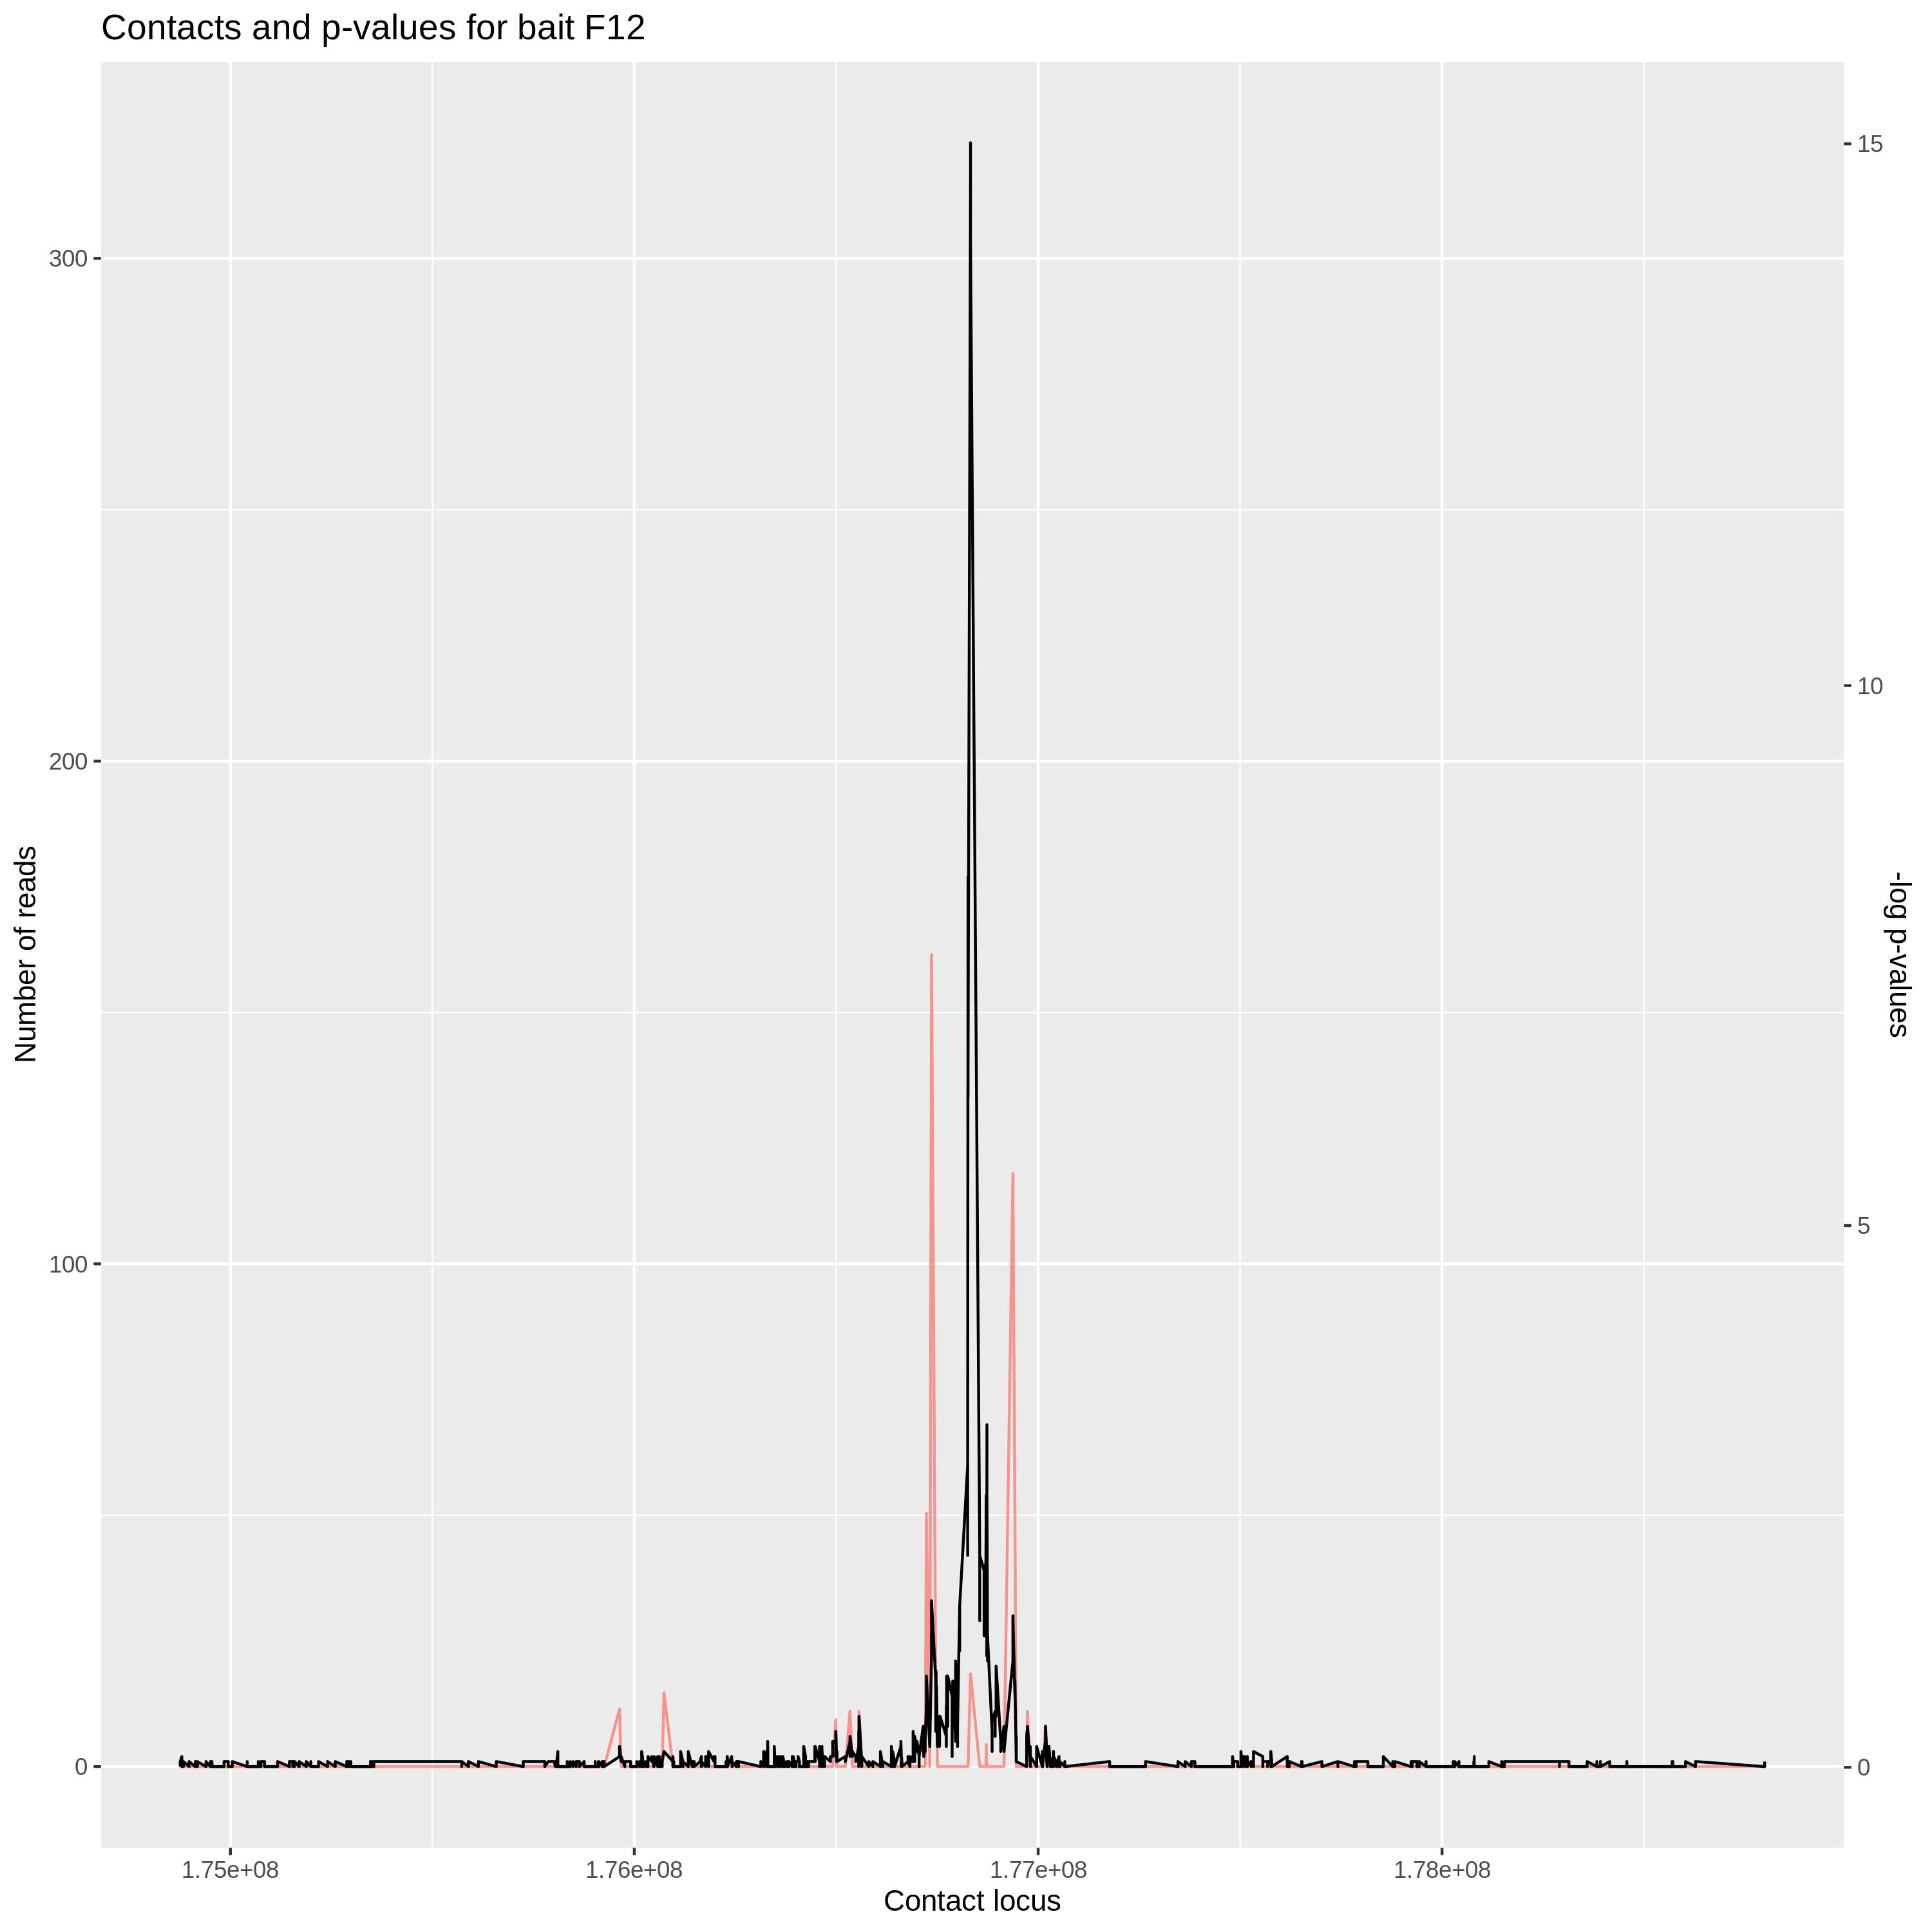 Contacts and p-values for bait F12
Number of reads
300
200
100
0
15
10
5
0
-log p-values
1.75e+08
1.76e+08
1.77e+08
1.78e+08
Contact locus